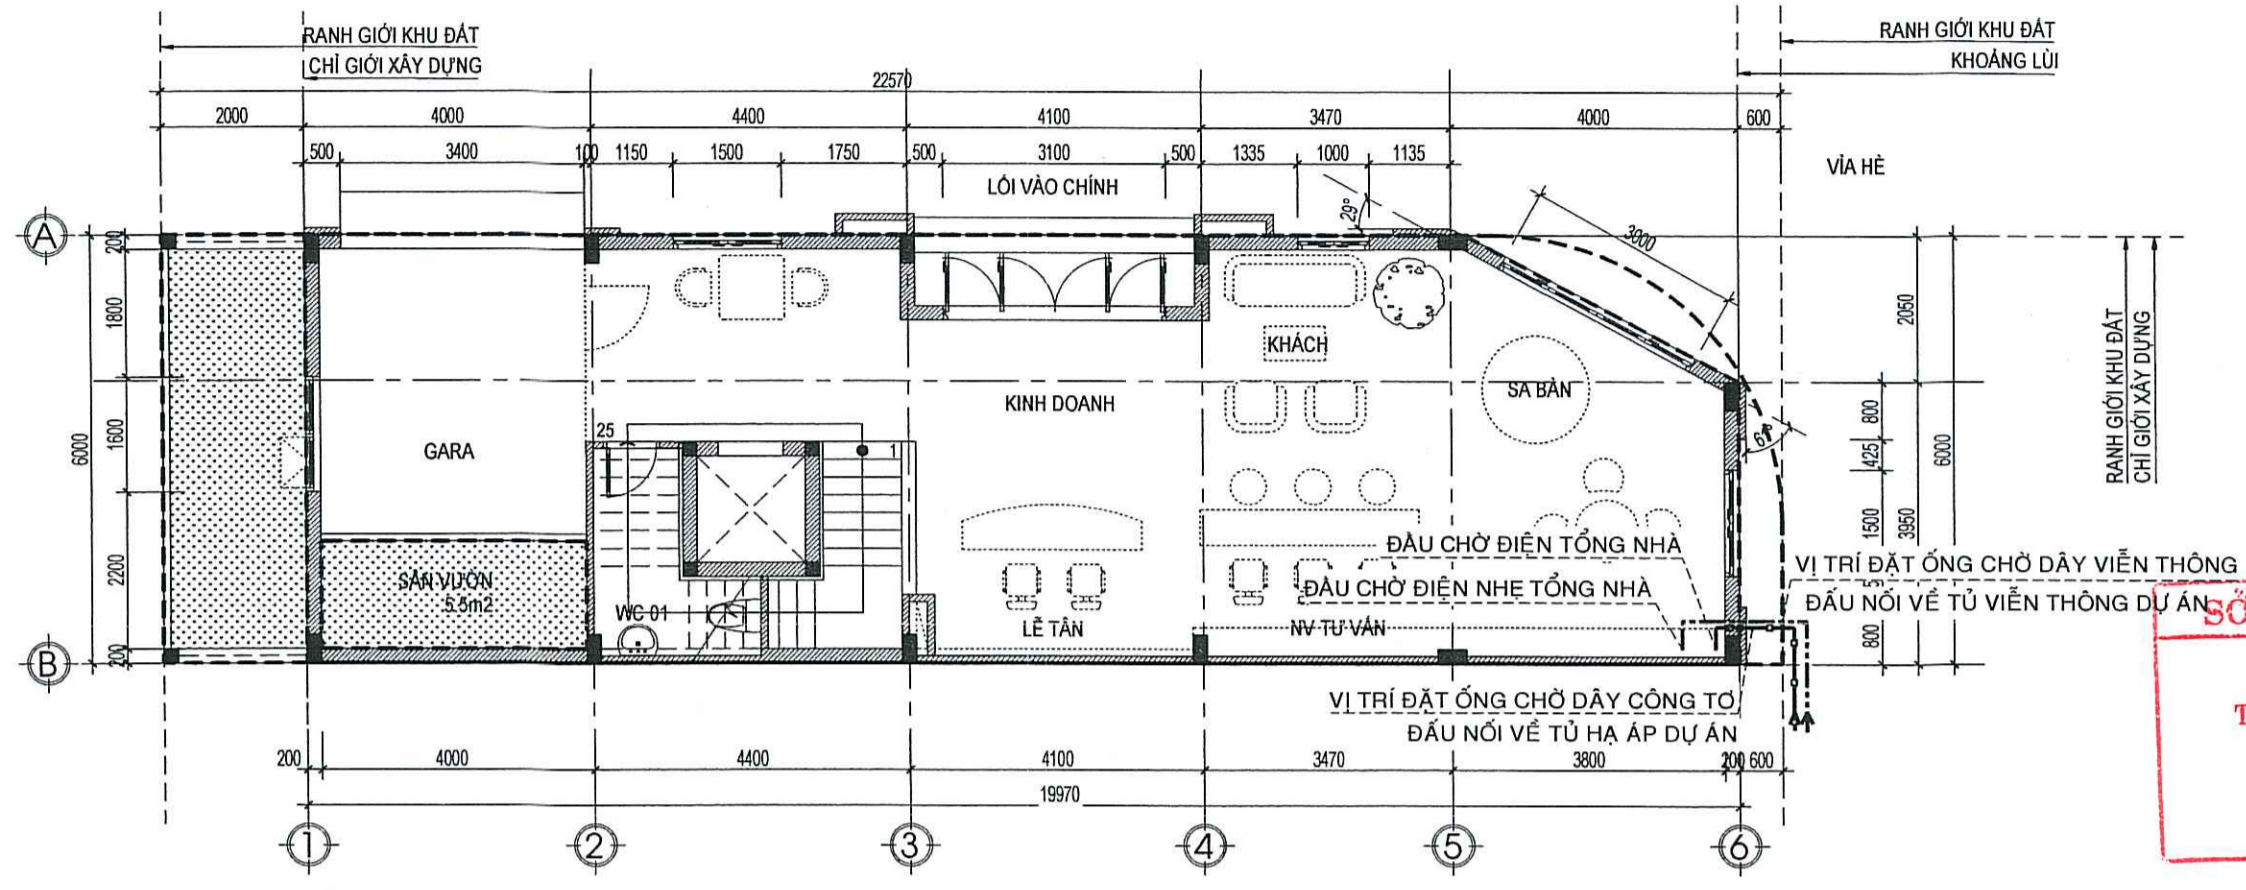 RANH GIỚI KHU ĐẤT
CHỈ GIỚI XÂY DỰNG
RANH GIỚI KHU ĐẤT
KHOẢNG LÙI
22570
2000 4000 4400 4100 3470 4000 600
500 3400 100 1150 1500 1750 500 3100 500 1335 1000 1135
VỈA HÈ
LỐI VÀO CHÍNH
29°
3000
A
200
1800
1600
2200
200
6000
B
2050
3950
6000
800
425
1500
800
RANH GIỚI KHU ĐẤT
CHỈ GIỚI XÂY DỰNG
KHÁCH
SA BÀN
KINH DOANH
GARA
25
1
SÂN VƯỜN
5.5m2
WC 01
LỄ TÂN
NV TƯ VẤN
ĐẦU CHỜ ĐIỆN TỔNG NHÀ
ĐẦU CHỜ ĐIỆN NHẸ TỔNG NHÀ
VỊ TRÍ ĐẶT ỐNG CHỜ DÂY VIỄN THÔNG
ĐẤU NỐI VỀ TỦ VIỄN THÔNG DỰ ÁN
SỞ
VỊ TRÍ ĐẶT ỐNG CHỜ DÂY CÔNG TƠ
ĐẤU NỐI VỀ TỦ HẠ ÁP DỰ ÁN
200 4000 4400 4100 3470 3800 200 600
19970
1 2 3 4 5 6